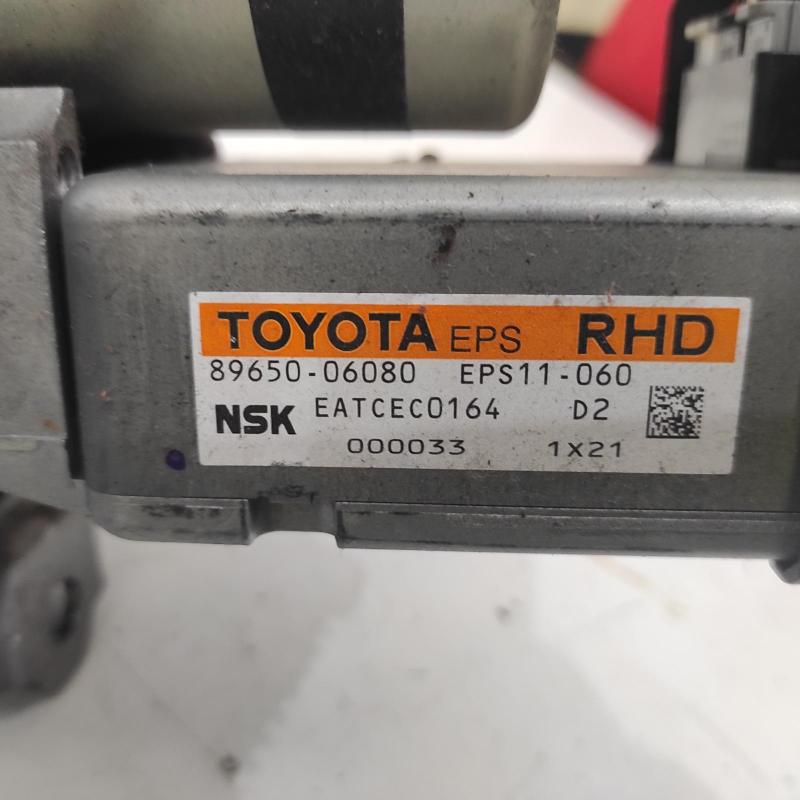 TOYOTA EPS RHD
89650-06080 EPS11-060
NSK EATCEC0164 D2
000033 1X21